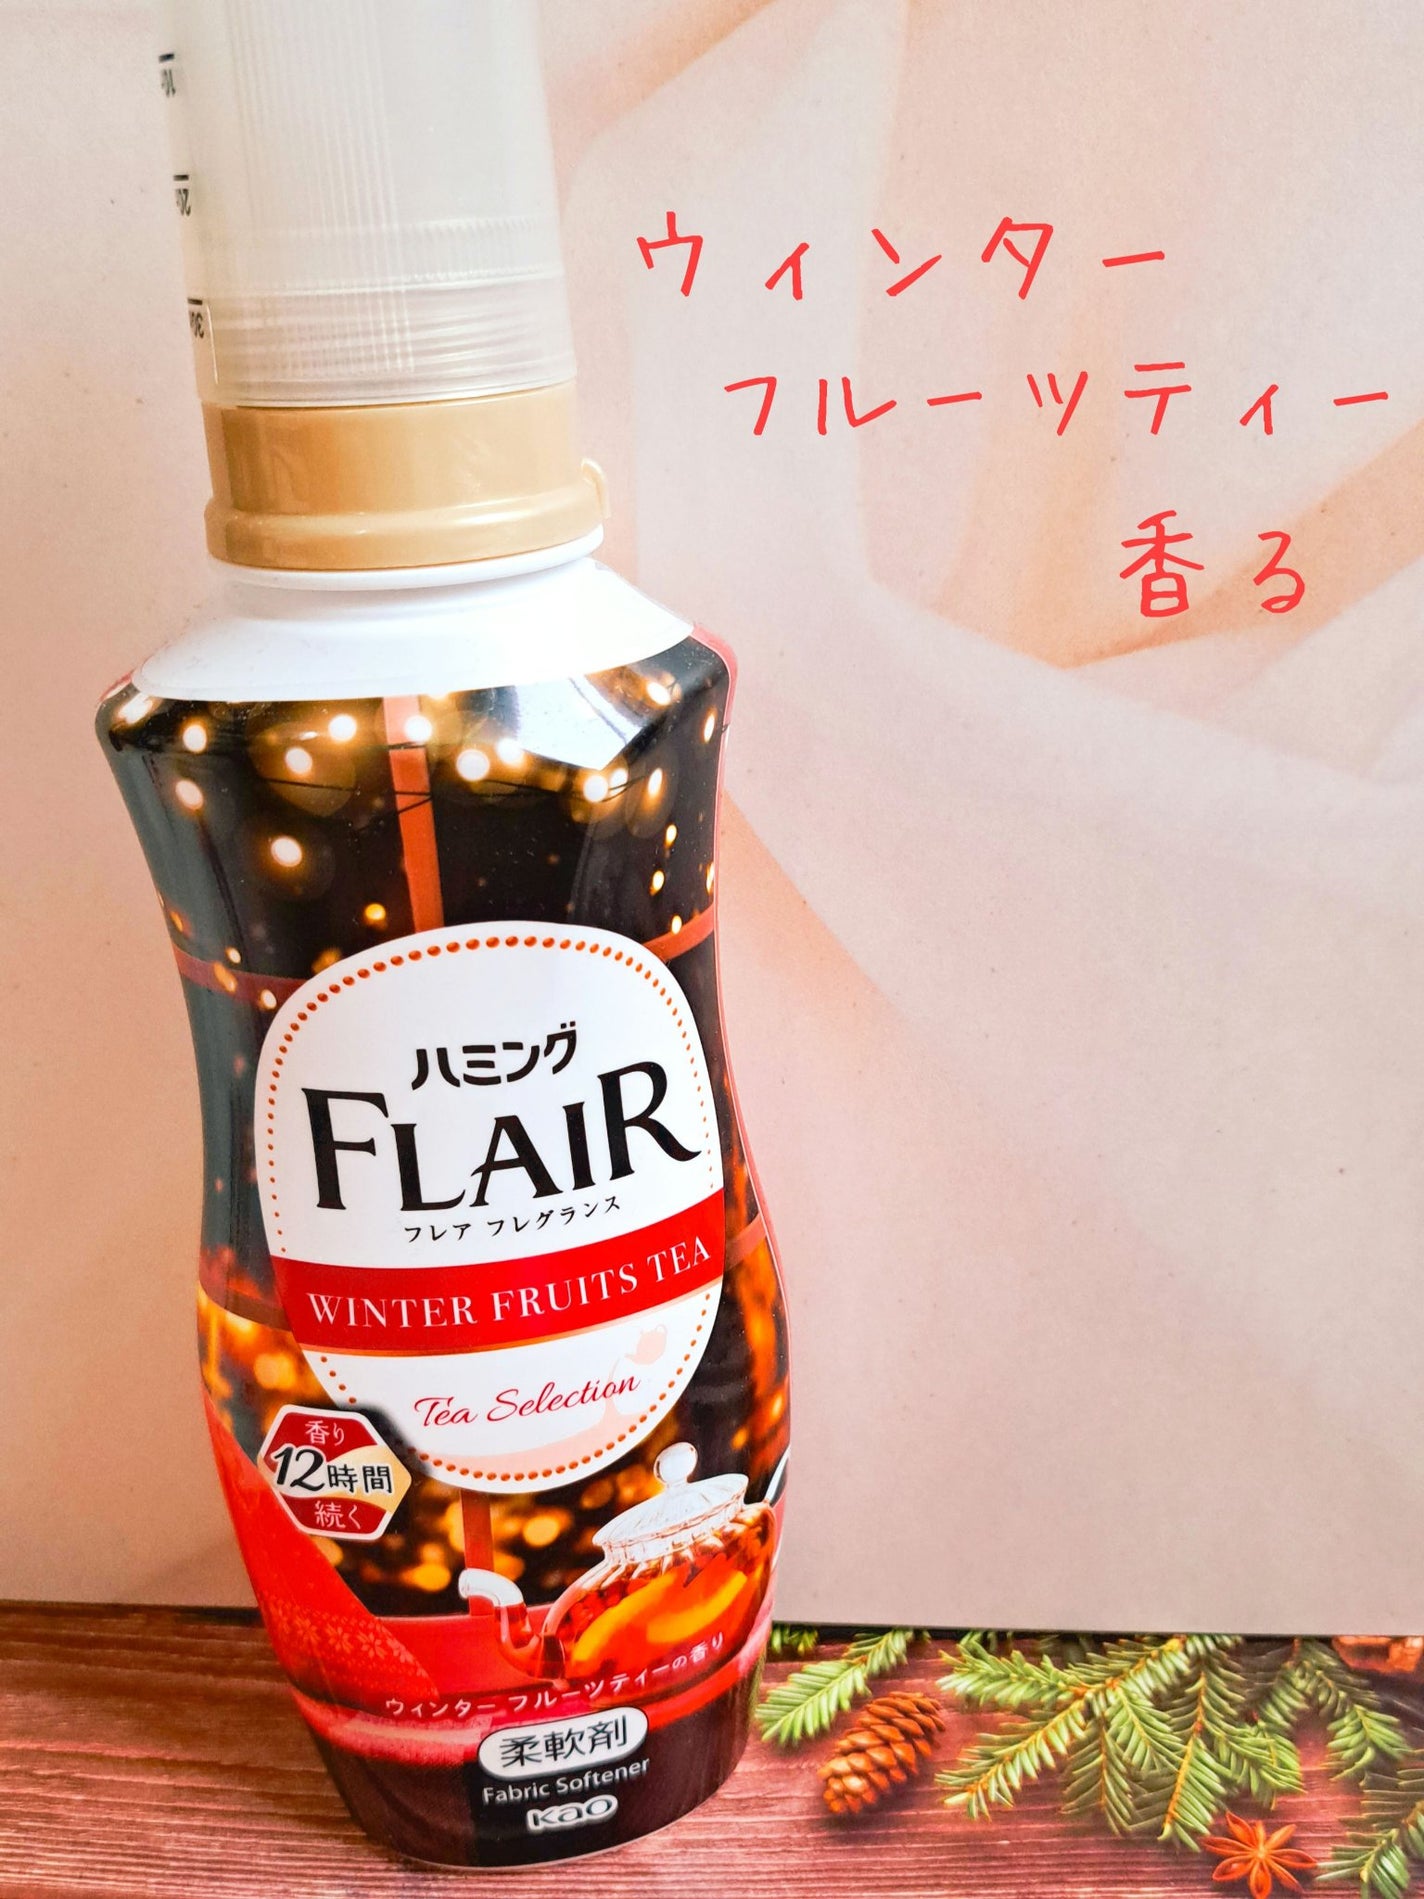 ウィンター
フルーツティー
香る
ハミング
FLAIR
フレア フレグランス
WINTER FRUITS TEA
Tea Selection
香り
12時間
続く
ウィンター フルーツティーの香り
柔軟剤
Fabric Softener
Kao